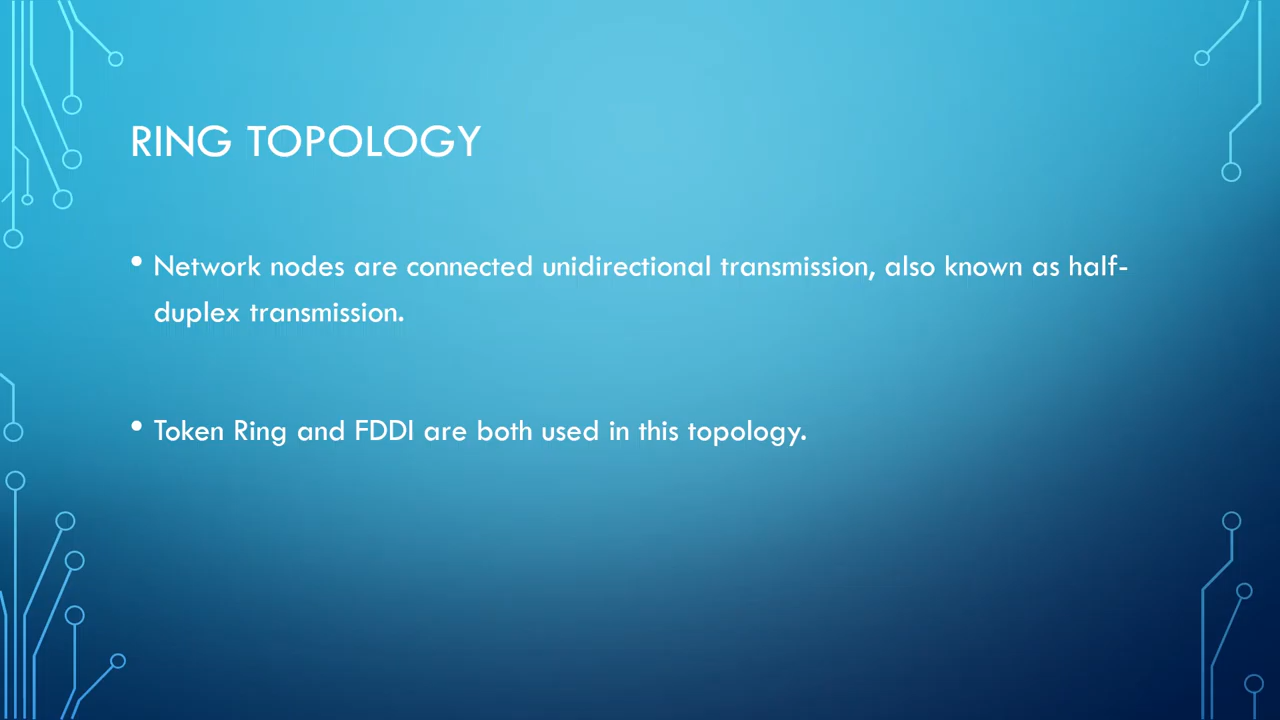 RING TOPOLOGY
• Network nodes are connected unidirectional transmission, also known as half-
duplex transmission.
• Token Ring and FDDI are both used in this topology.